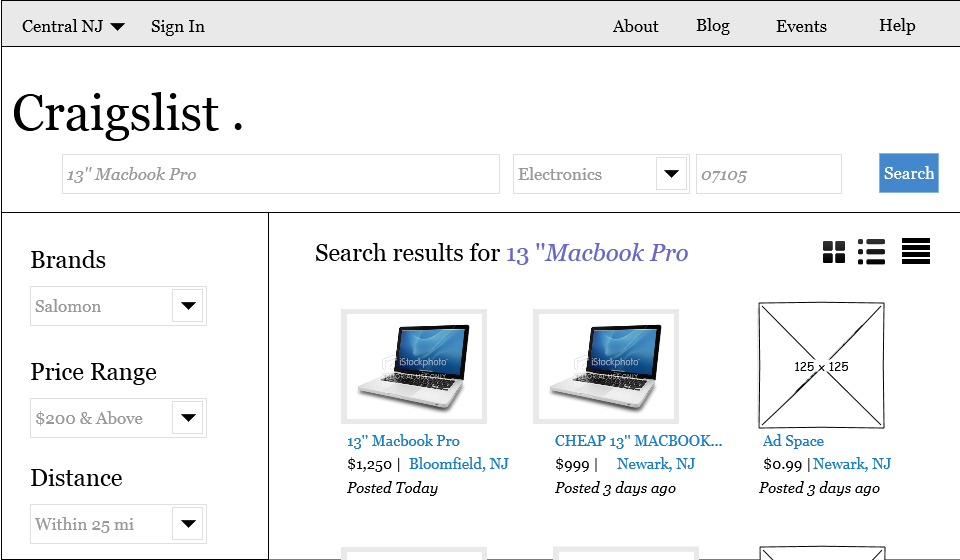 Central NJ Sign In About Blog Events Help
Craigslist .
13" Macbook Pro Electronics 07105 Search
Brands
Salomon
Price Range
$200 & Above
Distance
Within 25 mi
Search results for 13 "Macbook Pro
iStockphoto
iStockphoto
125 x 125
13" Macbook Pro
$1,250 | Bloomfield, NJ
Posted Today
CHEAP 13" MACBOOK...
$999 | Newark, NJ
Posted 3 days ago
Ad Space
$0.99 | Newark, NJ
Posted 3 days ago